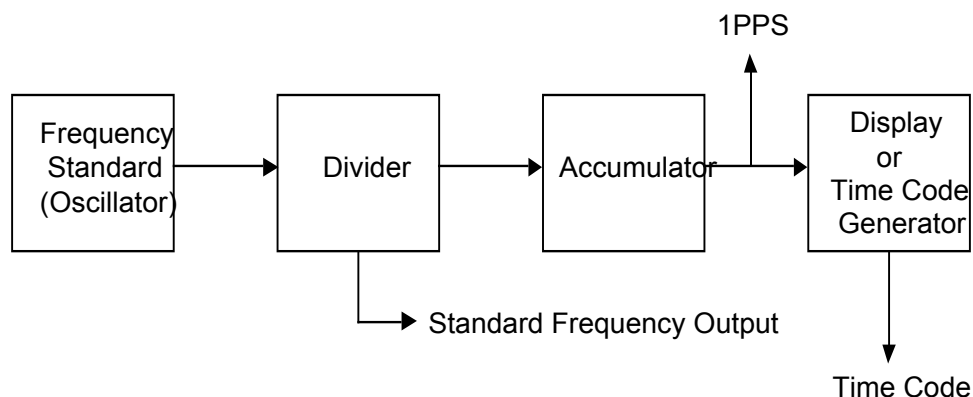 1PPS
Frequency
Standard
(Oscillator)
Divider
Accumulator
Display
or
Time Code
Generator
Standard Frequency Output
Time Code